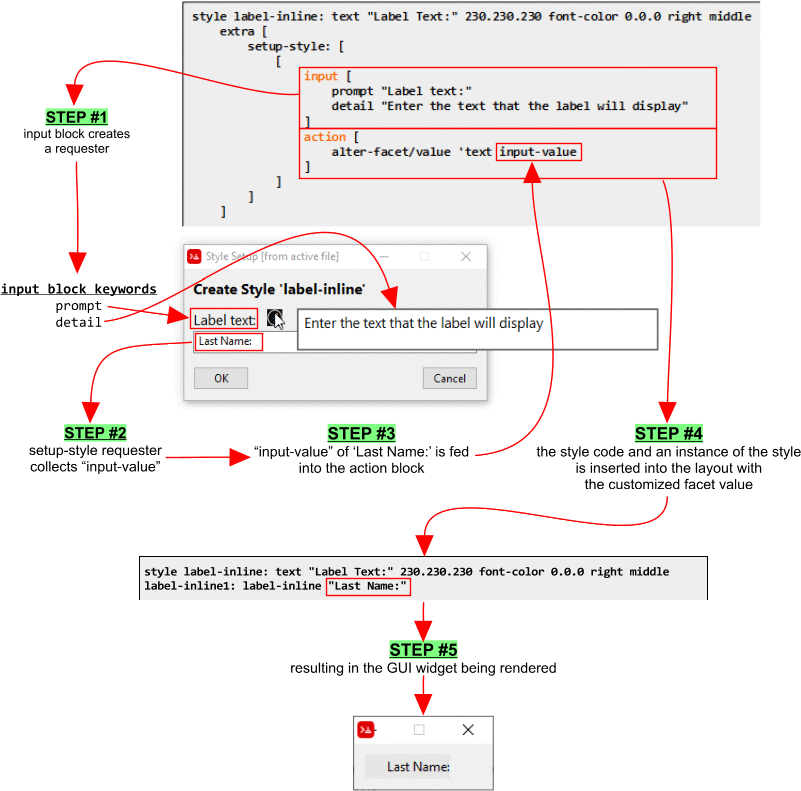 style label-inline: text "Label Text:" 230.230.230 font-color 0.0.0 right middle
extra [
setup-style: [
[
input [
prompt "Label text:"
detail "Enter the text that the label will display"
]
action [
alter-facet/value 'text input-value
]
]
]
]
STEP #1
input block creates
a requester
Style Setup [from active file]
Create Style 'label-inline'
input block keywords
prompt
detail
Label text:
Enter the text that the label will display
Last Name:
OK
Cancel
STEP #2
setup-style requester
collects “input-value”
STEP #3
“input-value” of ‘Last Name:’ is fed
into the action block
STEP #4
the style code and an instance of the style
is inserted into the layout with
the customized facet value
style label-inline: text "Label Text:" 230.230.230 font-color 0.0.0 right middle
label-inline1: label-inline "Last Name:"
STEP #5
resulting in the GUI widget being rendered
Last Name: